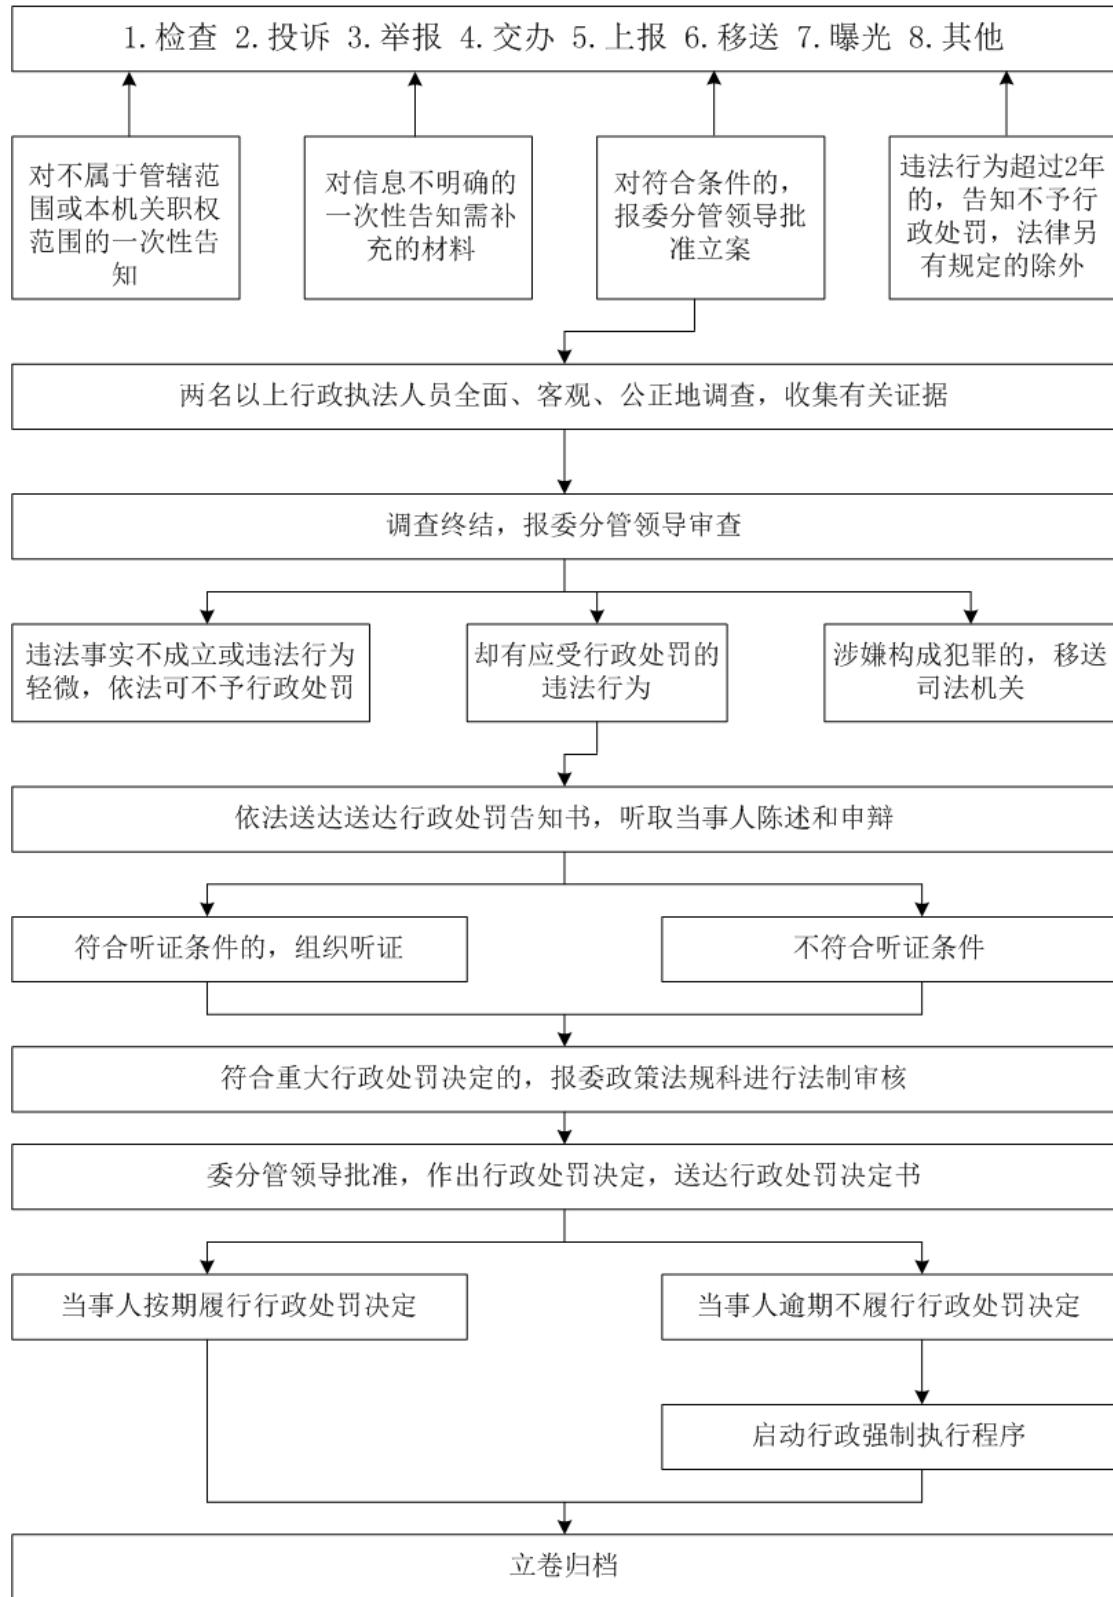 1.检查 2.投诉 3.举报 4.交办 5.上报 6.移送 7.曝光 8.其他
对不属于管辖范
围或本机关职权
范围的一次性告
知
对信息不明确的
一次性告知需补
充的材料
对符合条件的，
报委分管领导批
准立案
违法行为超过2年
的，告知不予行
政处罚，法律另
有规定的除外
两名以上行政执法人员全面、客观、公正地调查，收集有关证据
调查终结，报委分管领导审查
违法事实不成立或违法行为
轻微，依法可不予行政处罚
却有应受行政处罚的
违法行为
涉嫌构成犯罪的，移送
司法机关
依法送达送达行政处罚告知书，听取当事人陈述和申辩
符合听证条件的，组织听证
不符合听证条件
符合重大行政处罚决定的，报委政策法规科进行法制审核
委分管领导批准，作出行政处罚决定，送达行政处罚决定书
当事人按期履行行政处罚决定
当事人逾期不履行行政处罚决定
启动行政强制执行程序
立卷归档